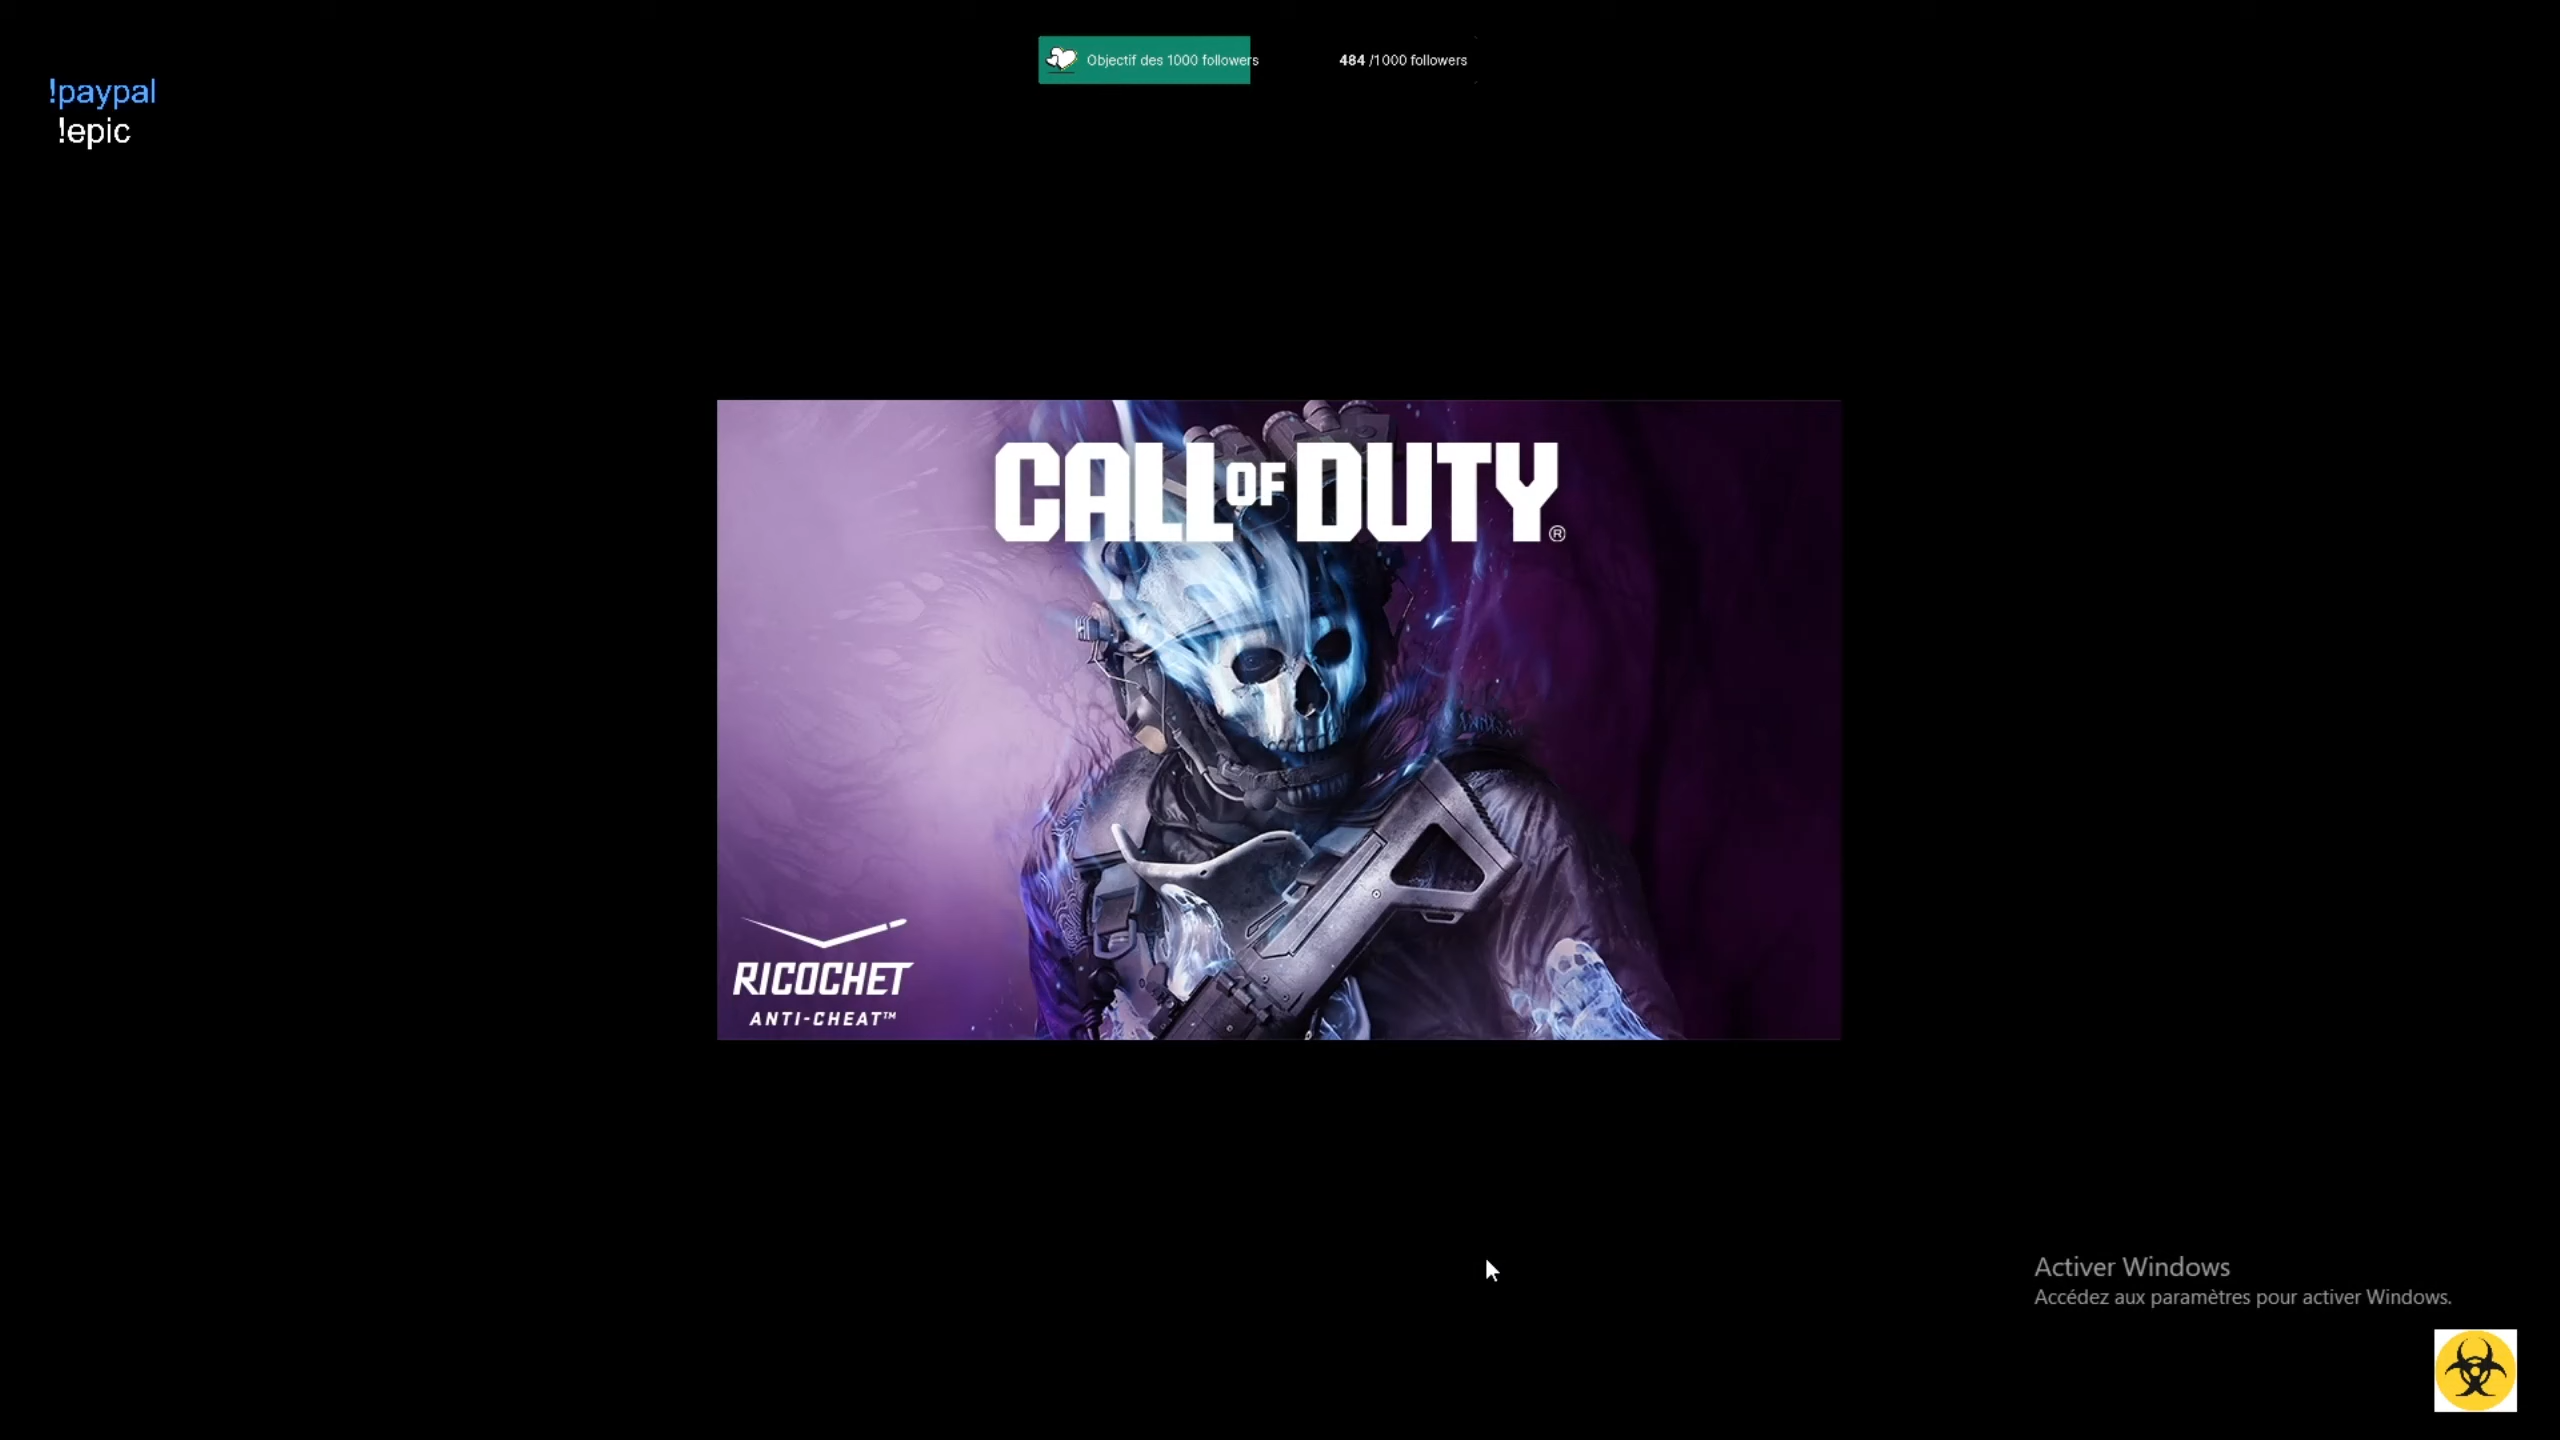 Objectif des 1000 followers 484 /1000 followers
!paypal
!epic
CALL OF DUTY®
RICOCHET
ANTI-CHEAT™
Activer Windows
Accédez aux paramètres pour activer Windows.